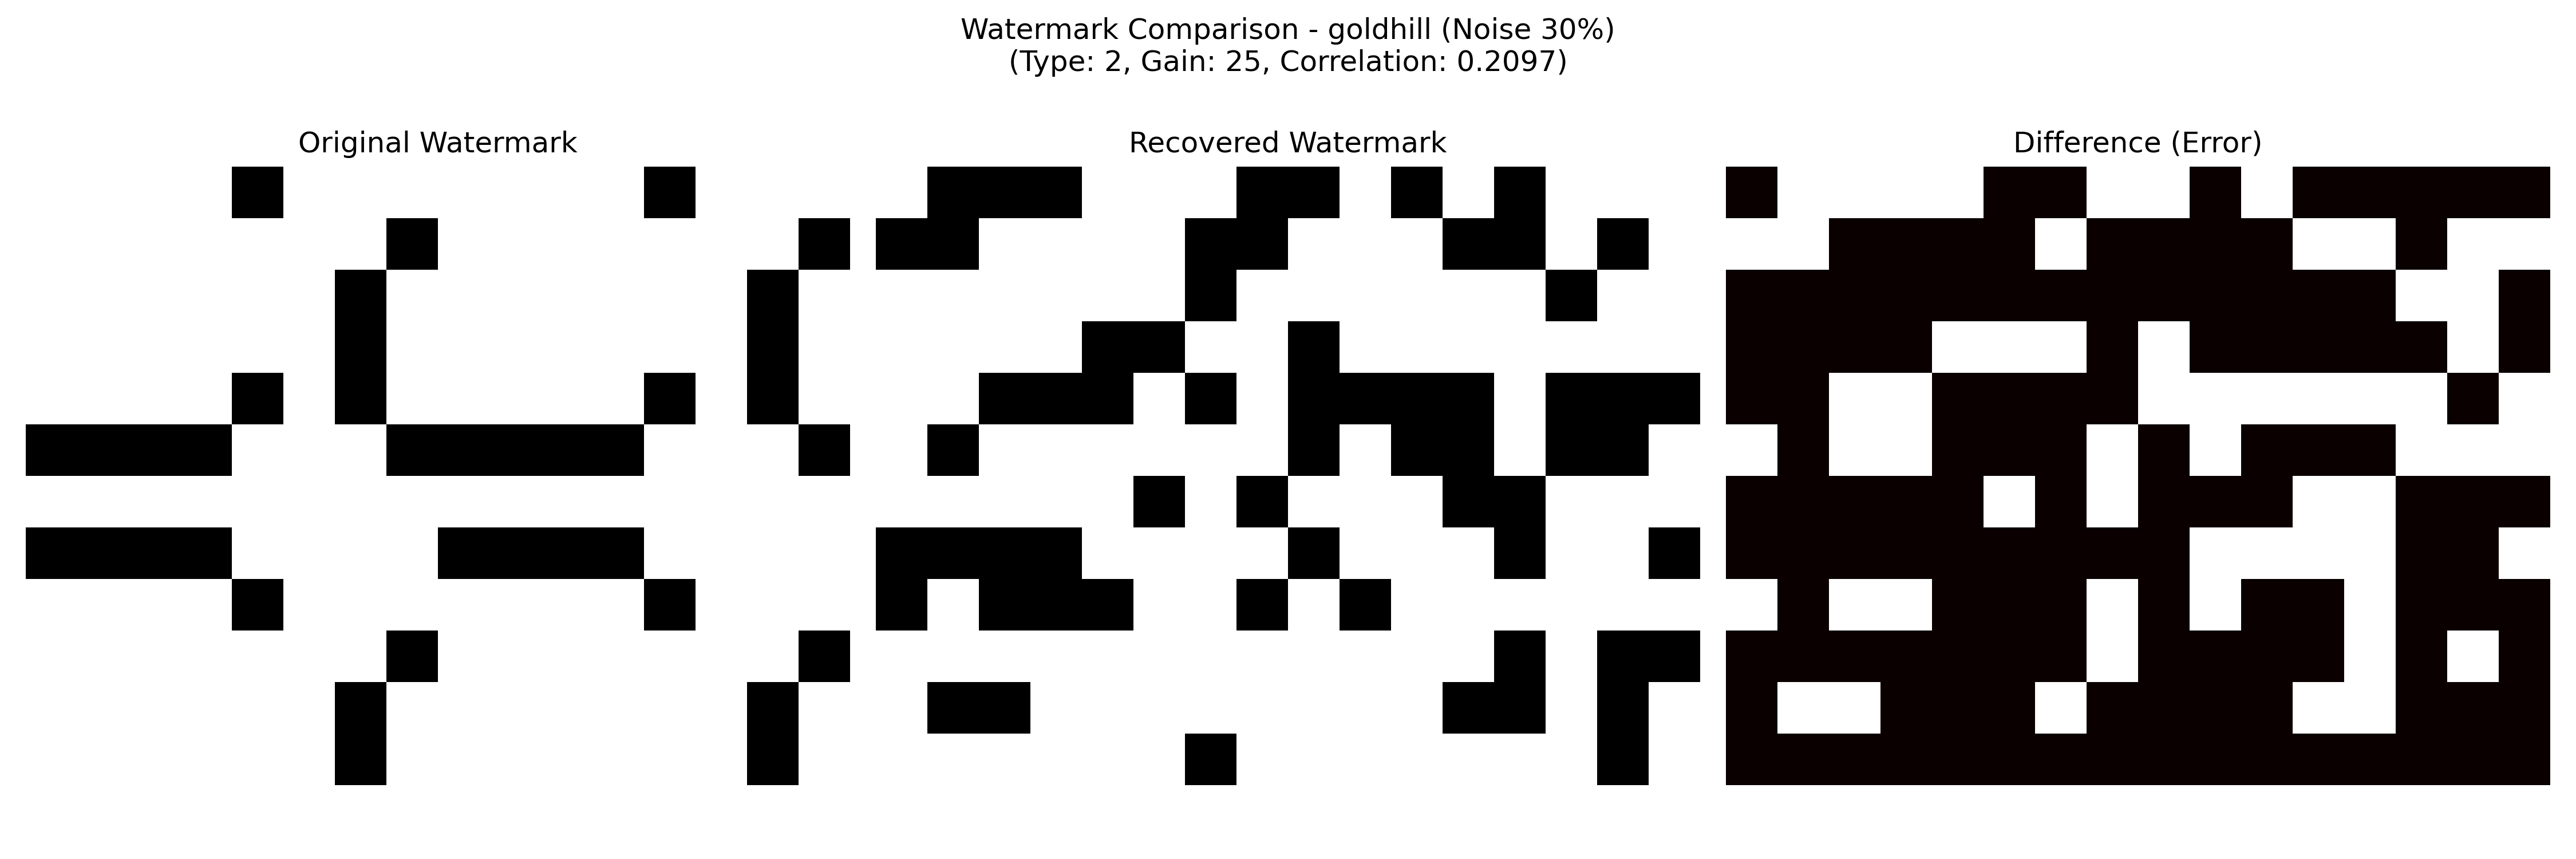 Watermark Comparison - goldhill (Noise 30%)
(Type: 2, Gain: 25, Correlation: 0.2097)
Original Watermark
Recovered Watermark
Difference (Error)